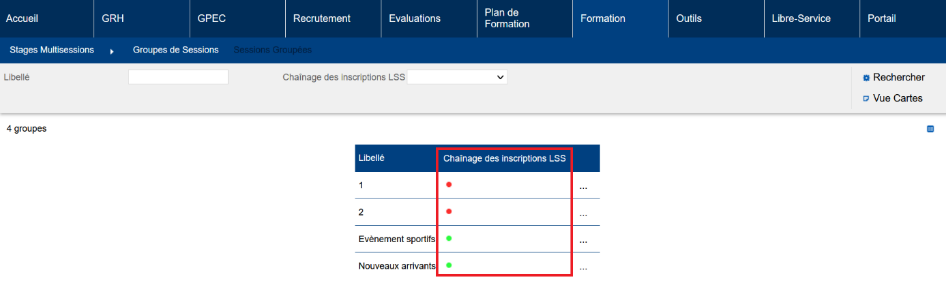 Accueil GRH GPEC Recrutement Evaluations Plan de Formation Formation Outils Libre-Service Portail
Stages Multisessions Groupes de Sessions Sessions Groupées
Libellé Chaînage des inscriptions LSS Rechercher
Vue Cartes
4 groupes
Libellé Chaînage des inscriptions LSS
1 ...
2 ...
Evènement sportifs ...
Nouveaux arrivants ...